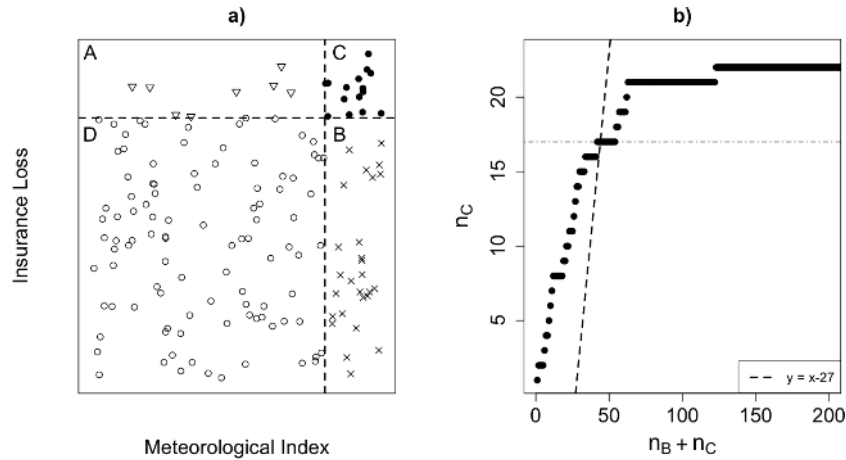 a)
A
C
D
B
Insurance Loss
Meteorological Index
b)
20
15
10
5
n_C
0
50
100
150
200
n_B + n_C
y = x-27